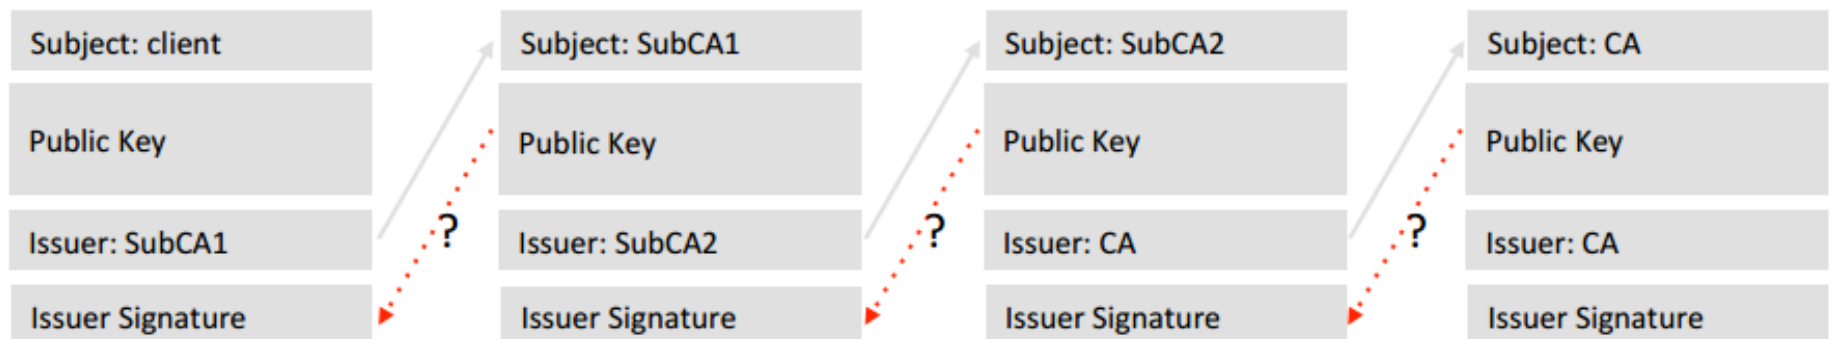 Subject: client
Public Key
Issuer: SubCA1
Issuer Signature
?
Subject: SubCA1
Public Key
Issuer: SubCA2
Issuer Signature
?
Subject: SubCA2
Public Key
Issuer: CA
Issuer Signature
?
Subject: CA
Public Key
Issuer: CA
Issuer Signature